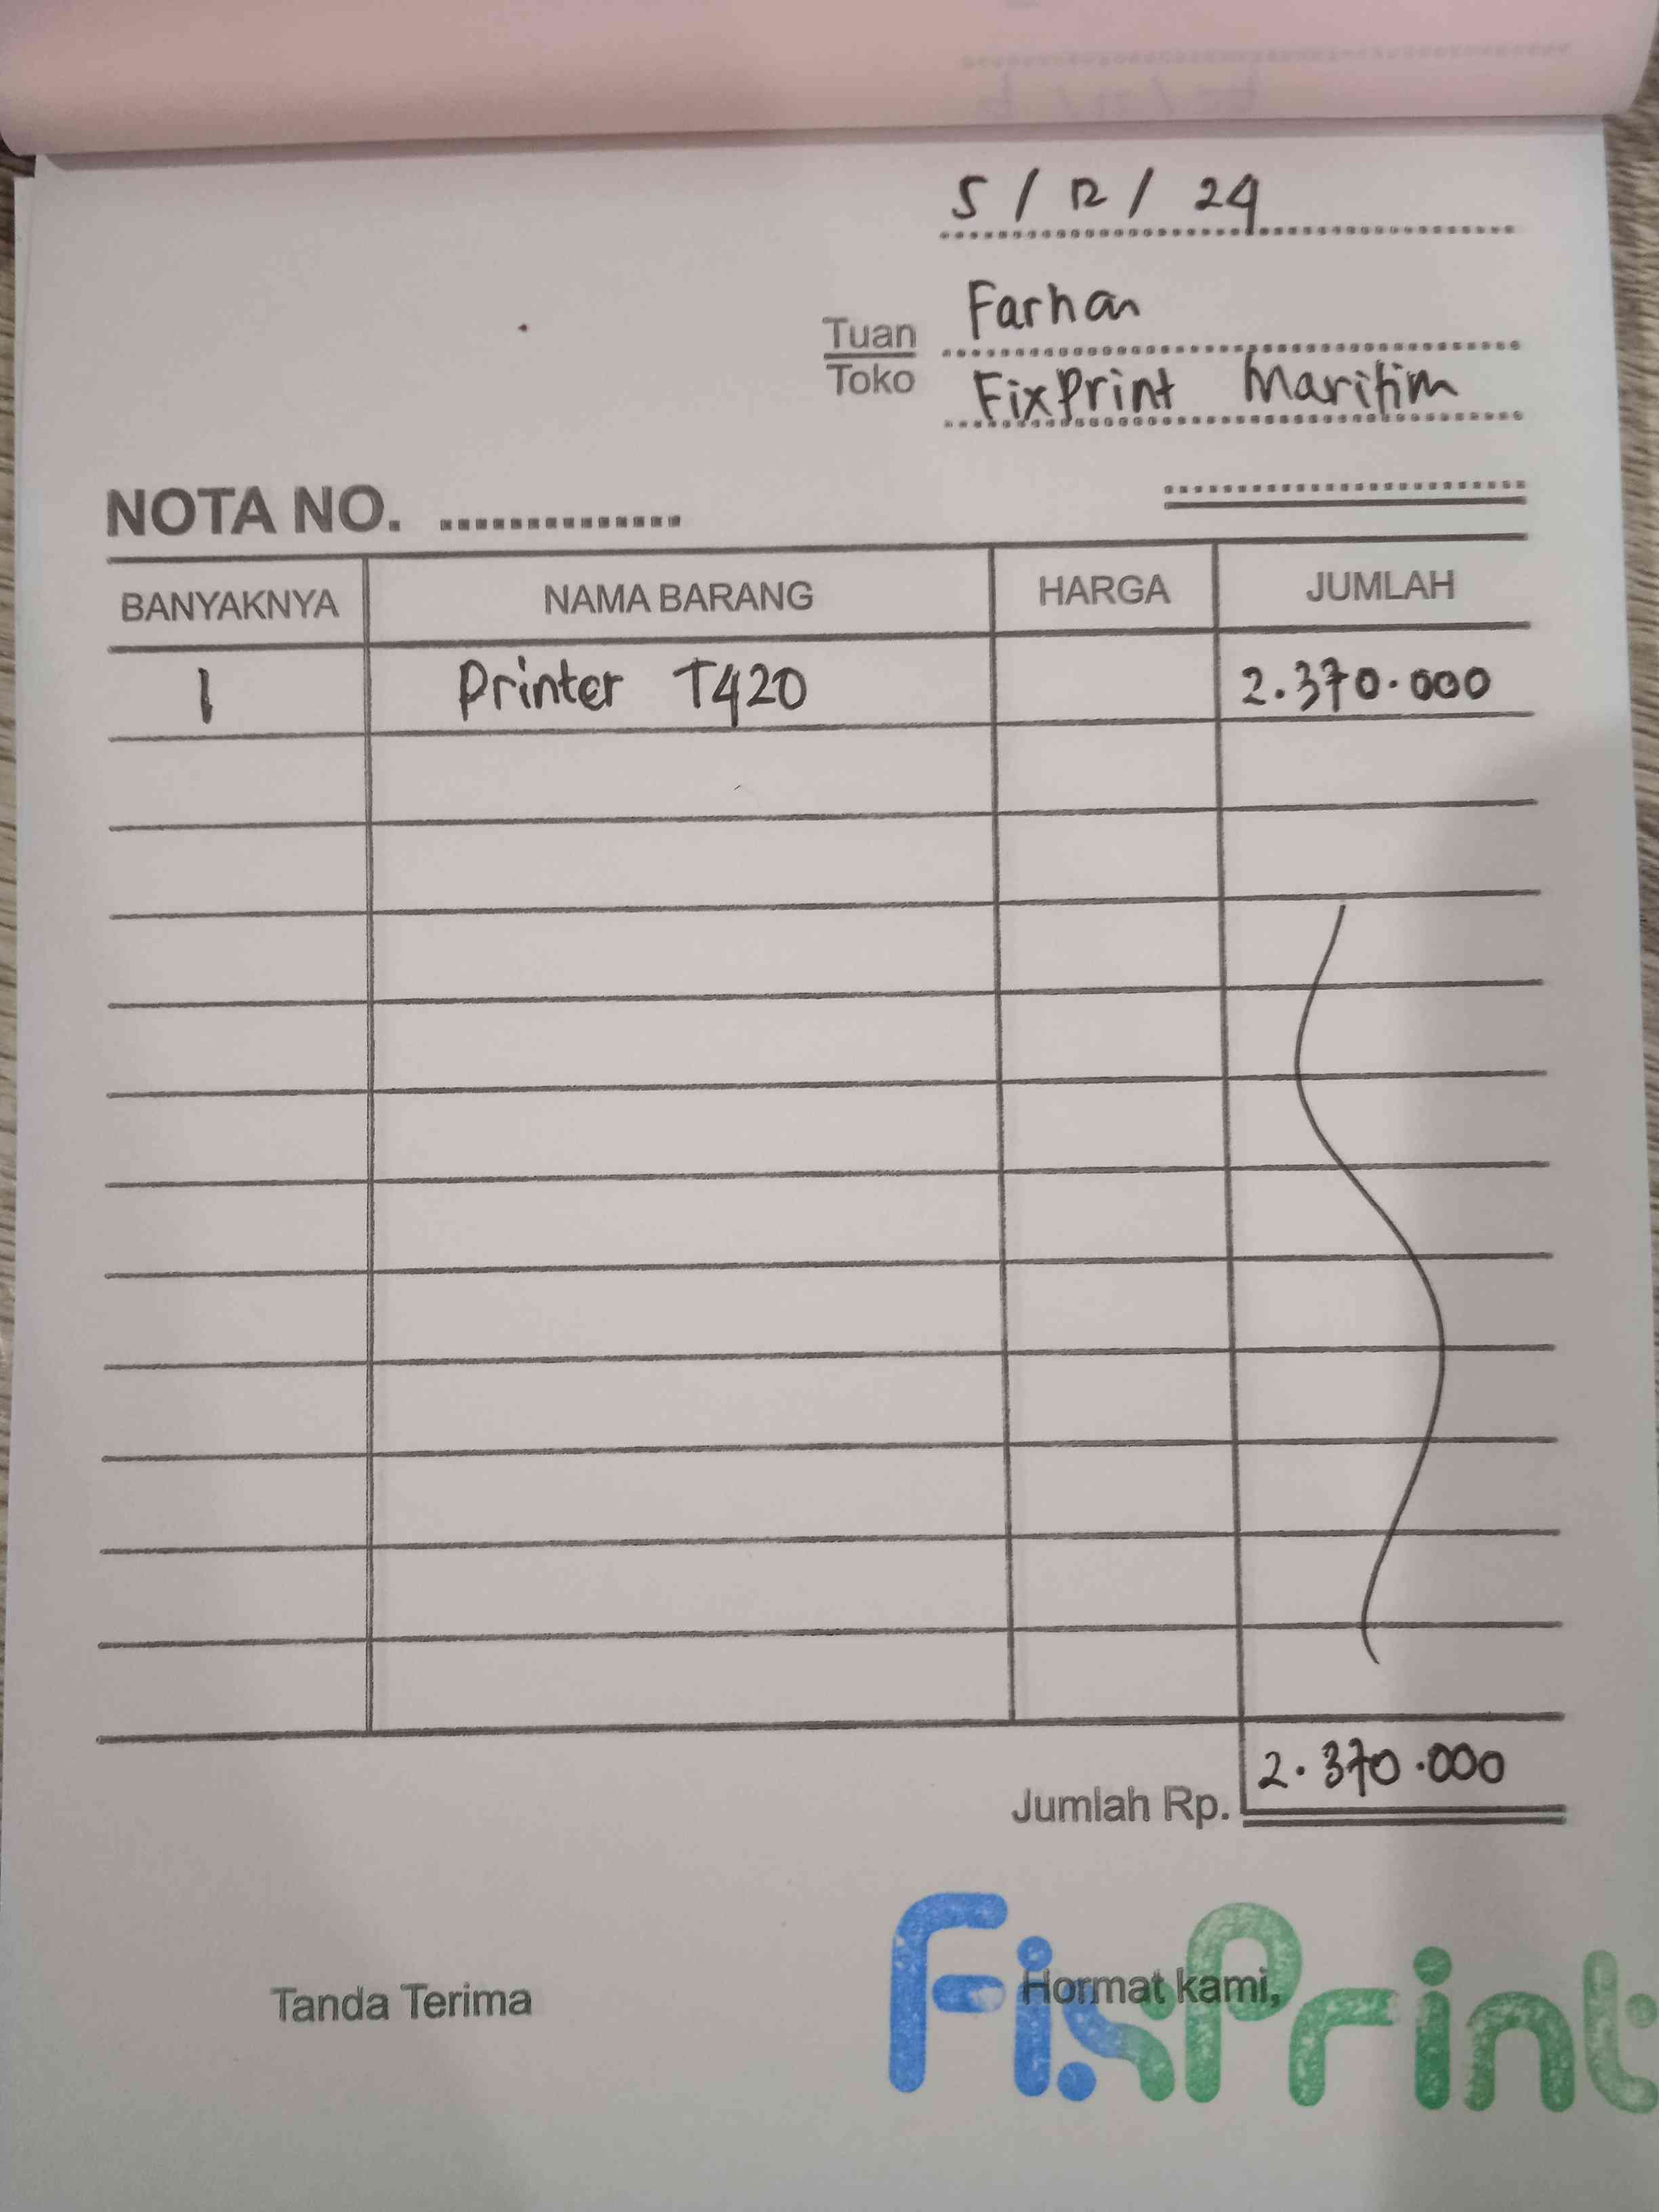 5 / 12 / 24
Tuan Farhan
Toko FixPrint Maritim
NOTA NO.
BANYAKNYA NAMA BARANG HARGA JUMLAH
1 Printer T420 2.370.000
Jumlah Rp. 2.370.000
Tanda Terima Hormat kami,
FixPrint